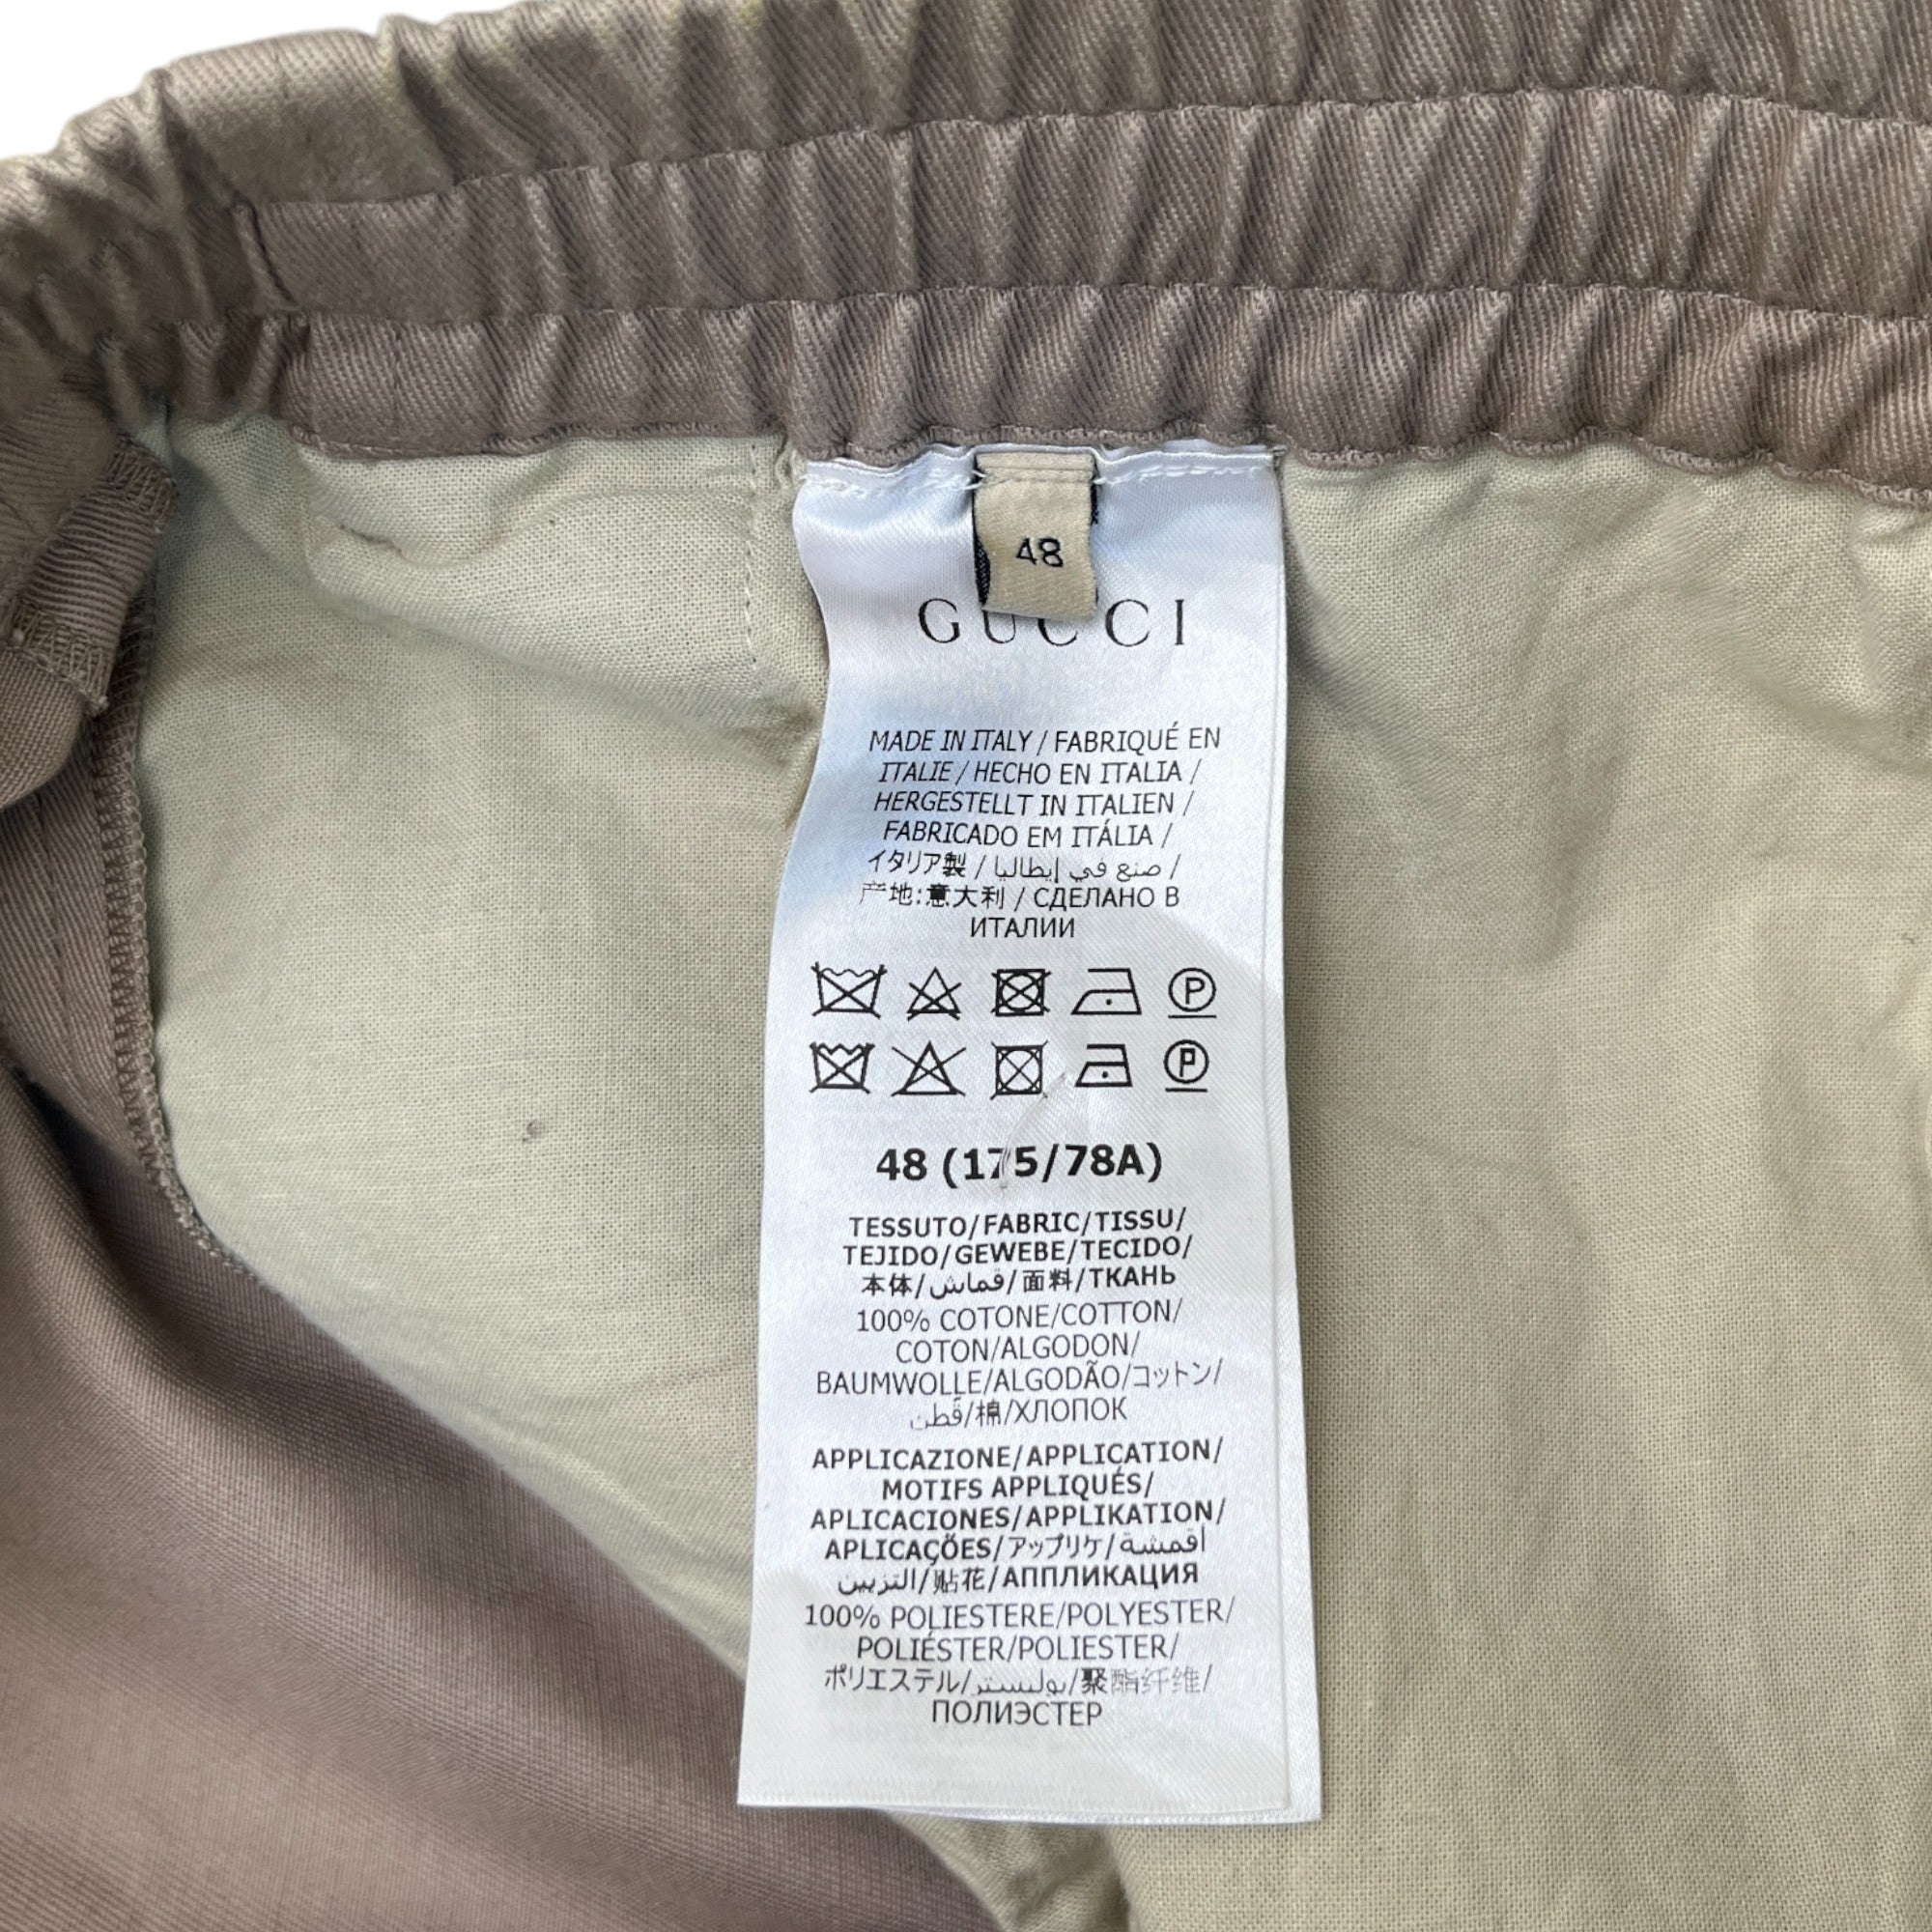 48
GUCCI
MADE IN ITALY / FABRIQUÉ EN
ITALIE / HECHO EN ITALIA /
HERGESTELLT IN ITALIEN /
FABRICADO EM ITÁLIA /
イタリア製 / صنع في إيطاليا /
产地:意大利 / СДЕЛАНО В
ИТАЛИИ
P
P
48 (175/78A)
TESSUTO/FABRIC/TISSU/
TEJIDO/GEWEBE/TECIDO/
本体/قماش/面料/ТКАНЬ
100% COTONE/COTTON/
COTON/ALGODON/
BAUMWOLLE/ALGODÃO/コットン/
قطن/棉/ХЛОПОК
APPLICAZIONE/APPLICATION/
MOTIFS APPLIQUÉS/
APLICACIONES/APPLIKATION/
APLICAÇÕES/アップリケ/أقمشة
التزيين/贴花/АППЛИКАЦИЯ
100% POLIESTERE/POLYESTER/
POLIÉSTER/POLIESTER/
ポリエステル/بوليستر/聚酯纤维/
ПОЛИЭСТЕР